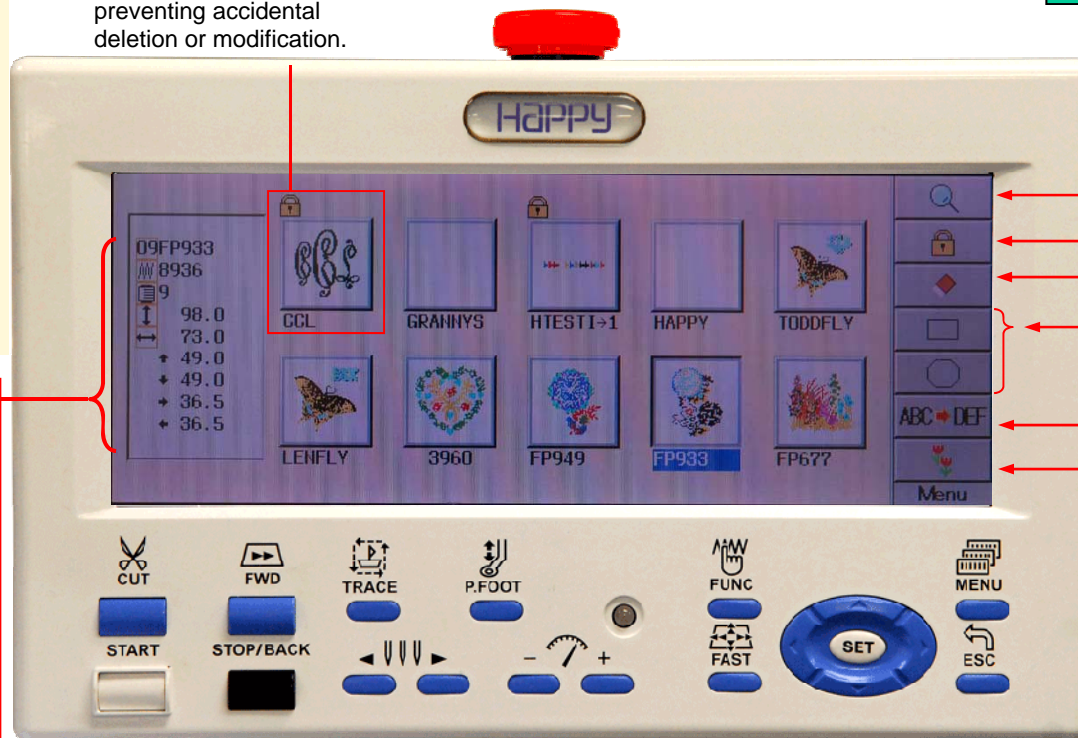 preventing accidental
deletion or modification.
Happy
09FP933
8936
9
98.0
73.0
49.0
49.0
36.5
36.5
CCL
GRANNYS
HTESTI→1
HAPPY
TODDFLY
LENFLY
3960
FP949
FP933
FP677
ABC➡DEF
Menu
CUT
FWD
TRACE
P.FOOT
FUNC
MENU
START
STOP/BACK
- +
FAST
SET
ESC